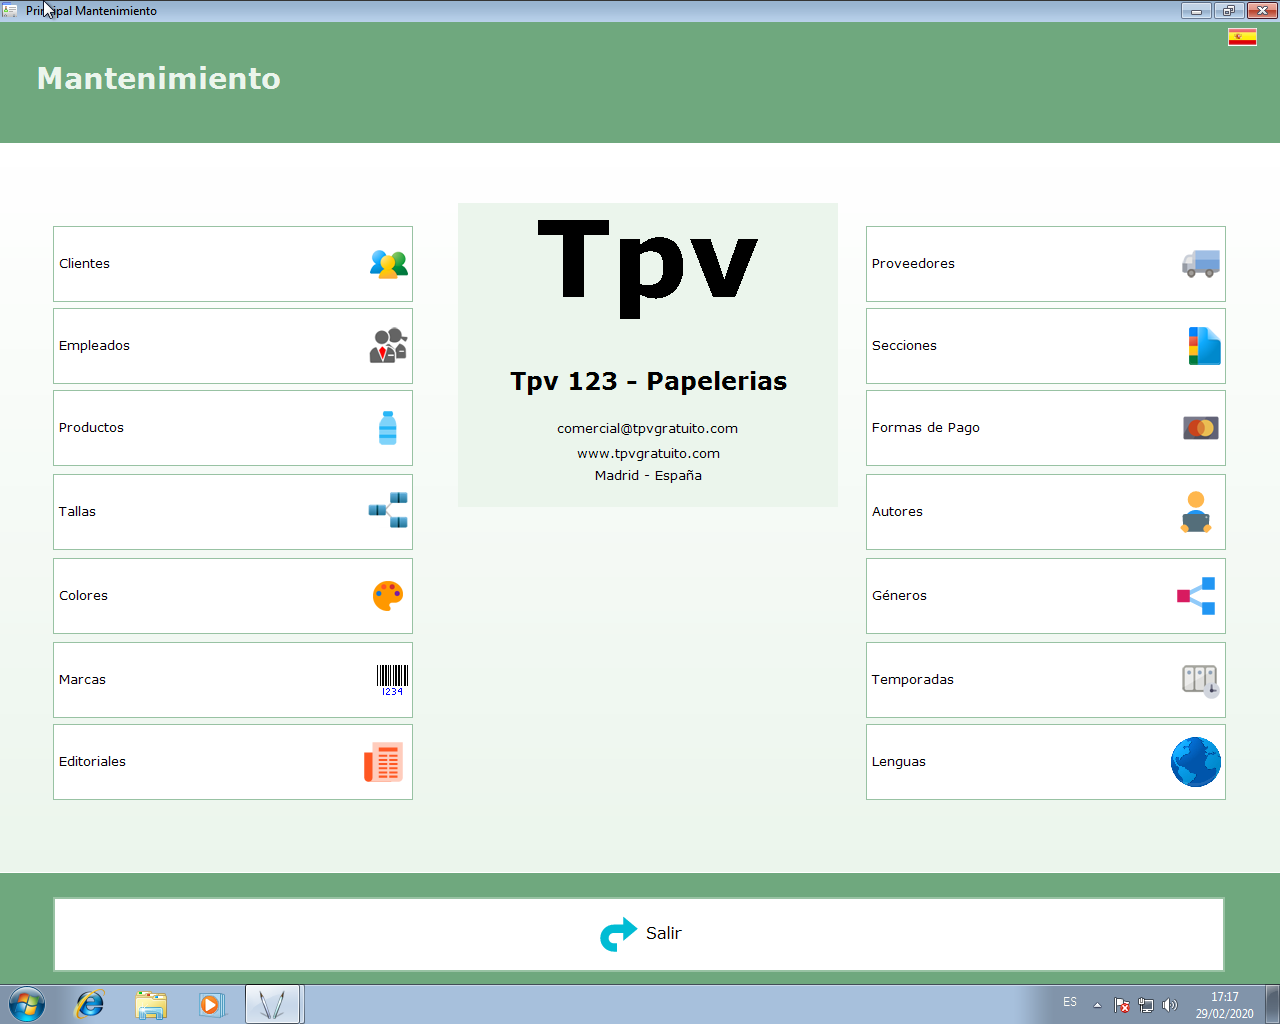 Principal Mantenimiento
Mantenimiento
Clientes
Empleados
Productos
Tallas
Colores
Marcas
1234
Editoriales
Tpv
Tpv 123 - Papelerias
comercial@tpvgratuito.com
www.tpvgratuito.com
Madrid - España
Proveedores
Secciones
Formas de Pago
Autores
Géneros
Temporadas
Lenguas
Salir
ES
17:17
29/02/2020